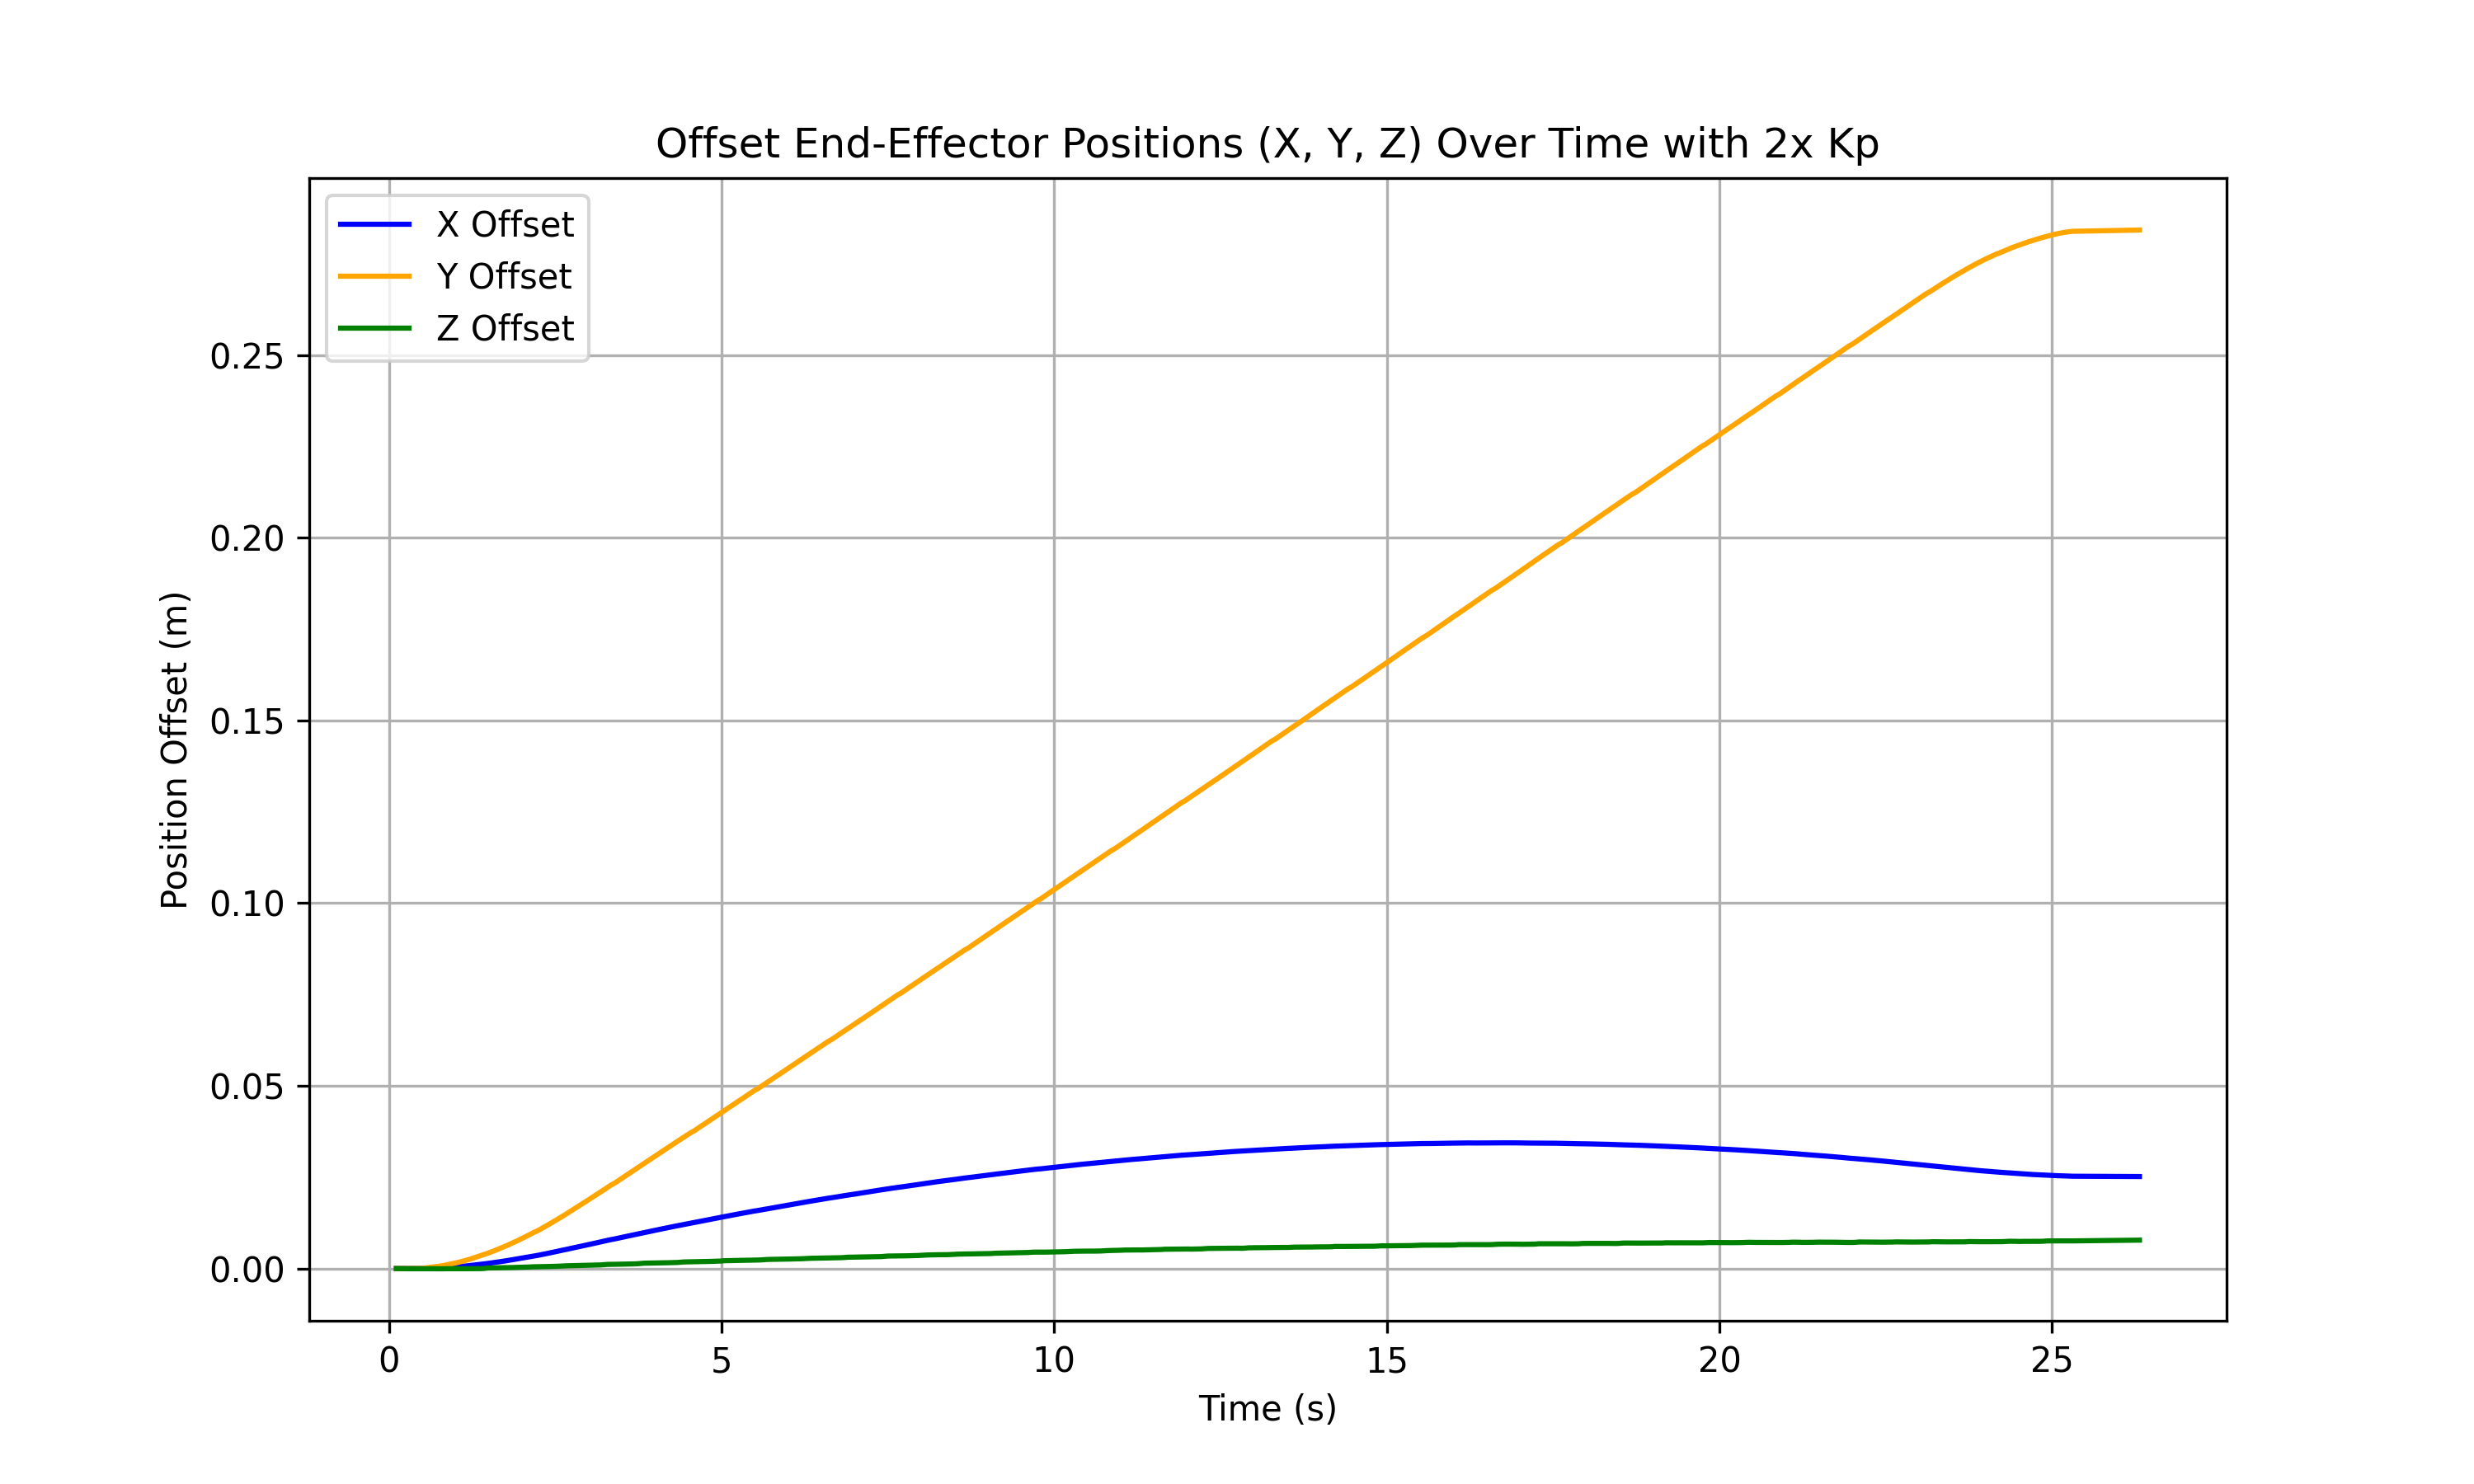 Offset End-Effector Positions (X, Y, Z) Over Time with 2x Kp
X Offset
Y Offset
Z Offset
Position Offset (m)
0.25
0.20
0.15
0.10
0.05
0.00
0 5 10 15 20 25
Time (s)